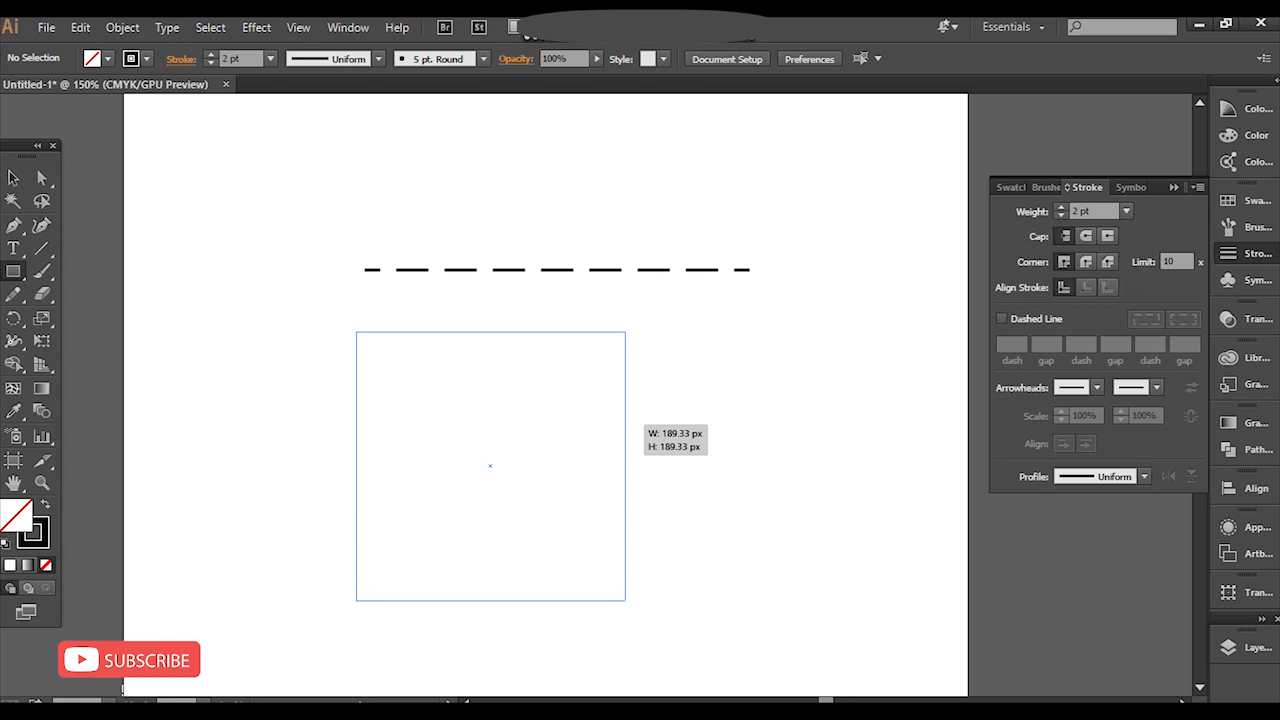 Ai File Edit Object Type Select Effect View Window Help Br St Essentials
No Selection Stroke: 2 pt Uniform 5 pt. Round Opacity: 100% Style: Document Setup Preferences
Untitled-1* @ 150% (CMYK/GPU Preview) ×
Swatcl Brushe Stroke Symbo
Weight: 2 pt
Cap:
Corner: Limit: 10 x
Align Stroke:
Dashed Line
dash gap dash gap dash gap
Arrowheads:
Scale: 100% 100%
Align:
Profile: Uniform
Colo...
Color
Colo...
Swa...
Brus...
Stro...
Sym...
Tran...
Libr...
Gra...
Gra...
Path...
Align
App...
Artb...
Tran...
Laye...
W: 189.33 px
H: 189.33 px
T
SUBSCRIBE